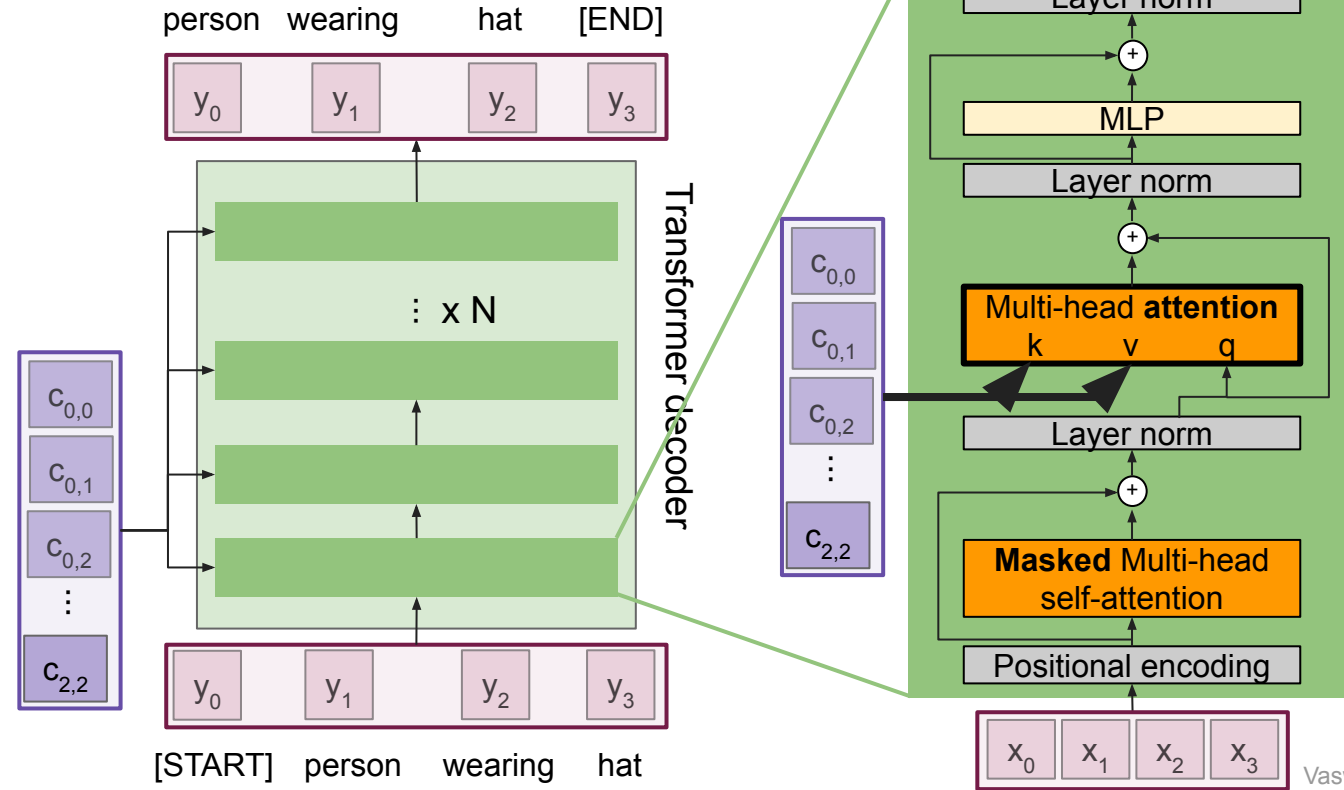 person wearing hat [END]
y0 y1 y2 y3
⋮ x N
Transformer decoder
c0,0
c0,1
c0,2
⋮
c2,2
y0 y1 y2 y3
[START] person wearing hat
Layer norm
+
MLP
Layer norm
+
Multi-head attention
k v q
Layer norm
+
Masked Multi-head
self-attention
Positional encoding
x0 x1 x2 x3
c0,0
c0,1
c0,2
⋮
c2,2